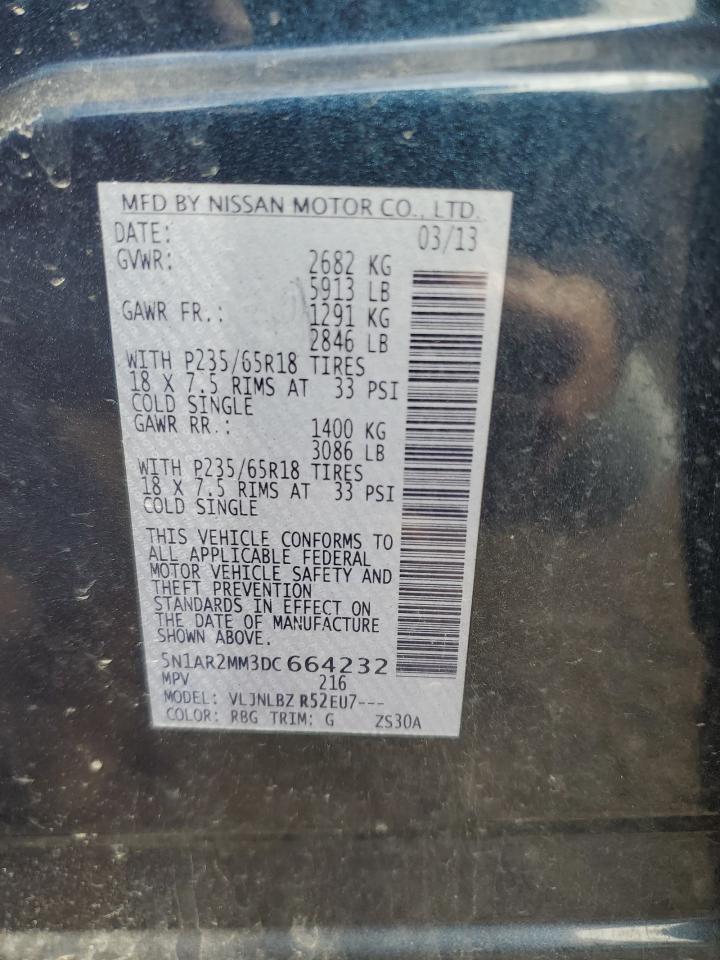 MFD BY NISSAN MOTOR CO., LTD.
DATE: 03/13
GVWR: 2682 KG
5913 LB
GAWR FR.: 1291 KG
2846 LB
WITH P235/65R18 TIRES
18 X 7.5 RIMS AT 33 PSI
COLD SINGLE
GAWR RR.: 1400 KG
3086 LB
WITH P235/65R18 TIRES
18 X 7.5 RIMS AT 33 PSI
COLD SINGLE
THIS VEHICLE CONFORMS TO
ALL APPLICABLE FEDERAL
MOTOR VEHICLE SAFETY AND
THEFT PREVENTION
STANDARDS IN EFFECT ON
THE DATE OF MANUFACTURE
SHOWN ABOVE.
5N1AR2MM3DC664232
MPV 216
MODEL: VLJNLBZ R52EU7---
COLOR: RBG TRIM: G ZS30A